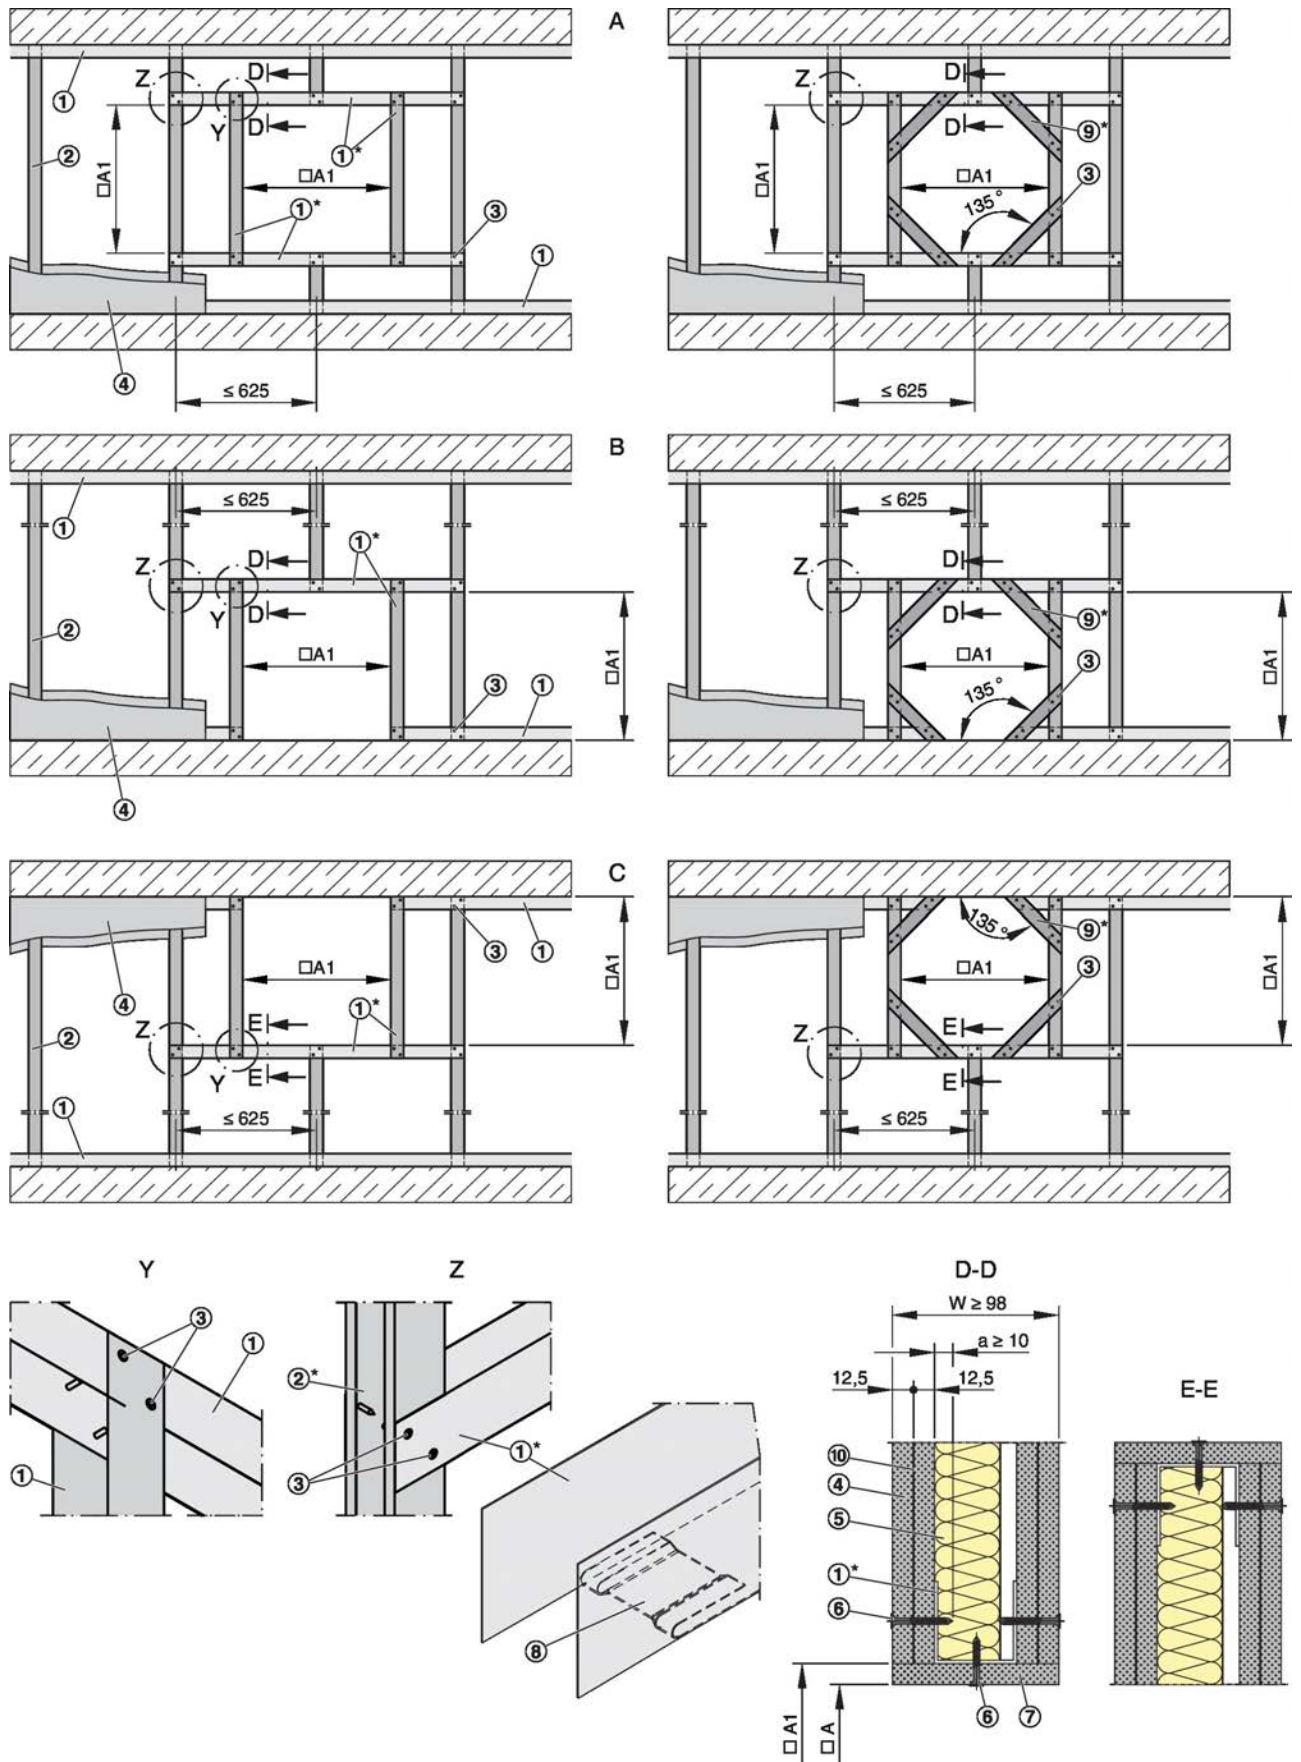 A
Z
D
D
Y
①
②
①*
①*
□A1
□A1
③
①
④
≤ 625
Z
D
D
⑨*
③
□A1
□A1
135°
≤ 625
B
①
≤ 625
Z
D
D
Y
①*
②
□A1
□A1
③
①
④
≤ 625
Z
D
D
⑨*
③
□A1
□A1
135°
C
④
②
①
□A1
□A1
③
①
①*
Z
Y
E
E
≤ 625
135°
⑨*
③
□A1
□A1
Z
E
E
≤ 625
Y
③
①
①
Z
②*
③
①*
⑧
D-D
W ≥ 98
a ≥ 10
12,5
12,5
⑩
④
⑤
①*
⑥
⑥
⑦
□ A1
□ A
E-E